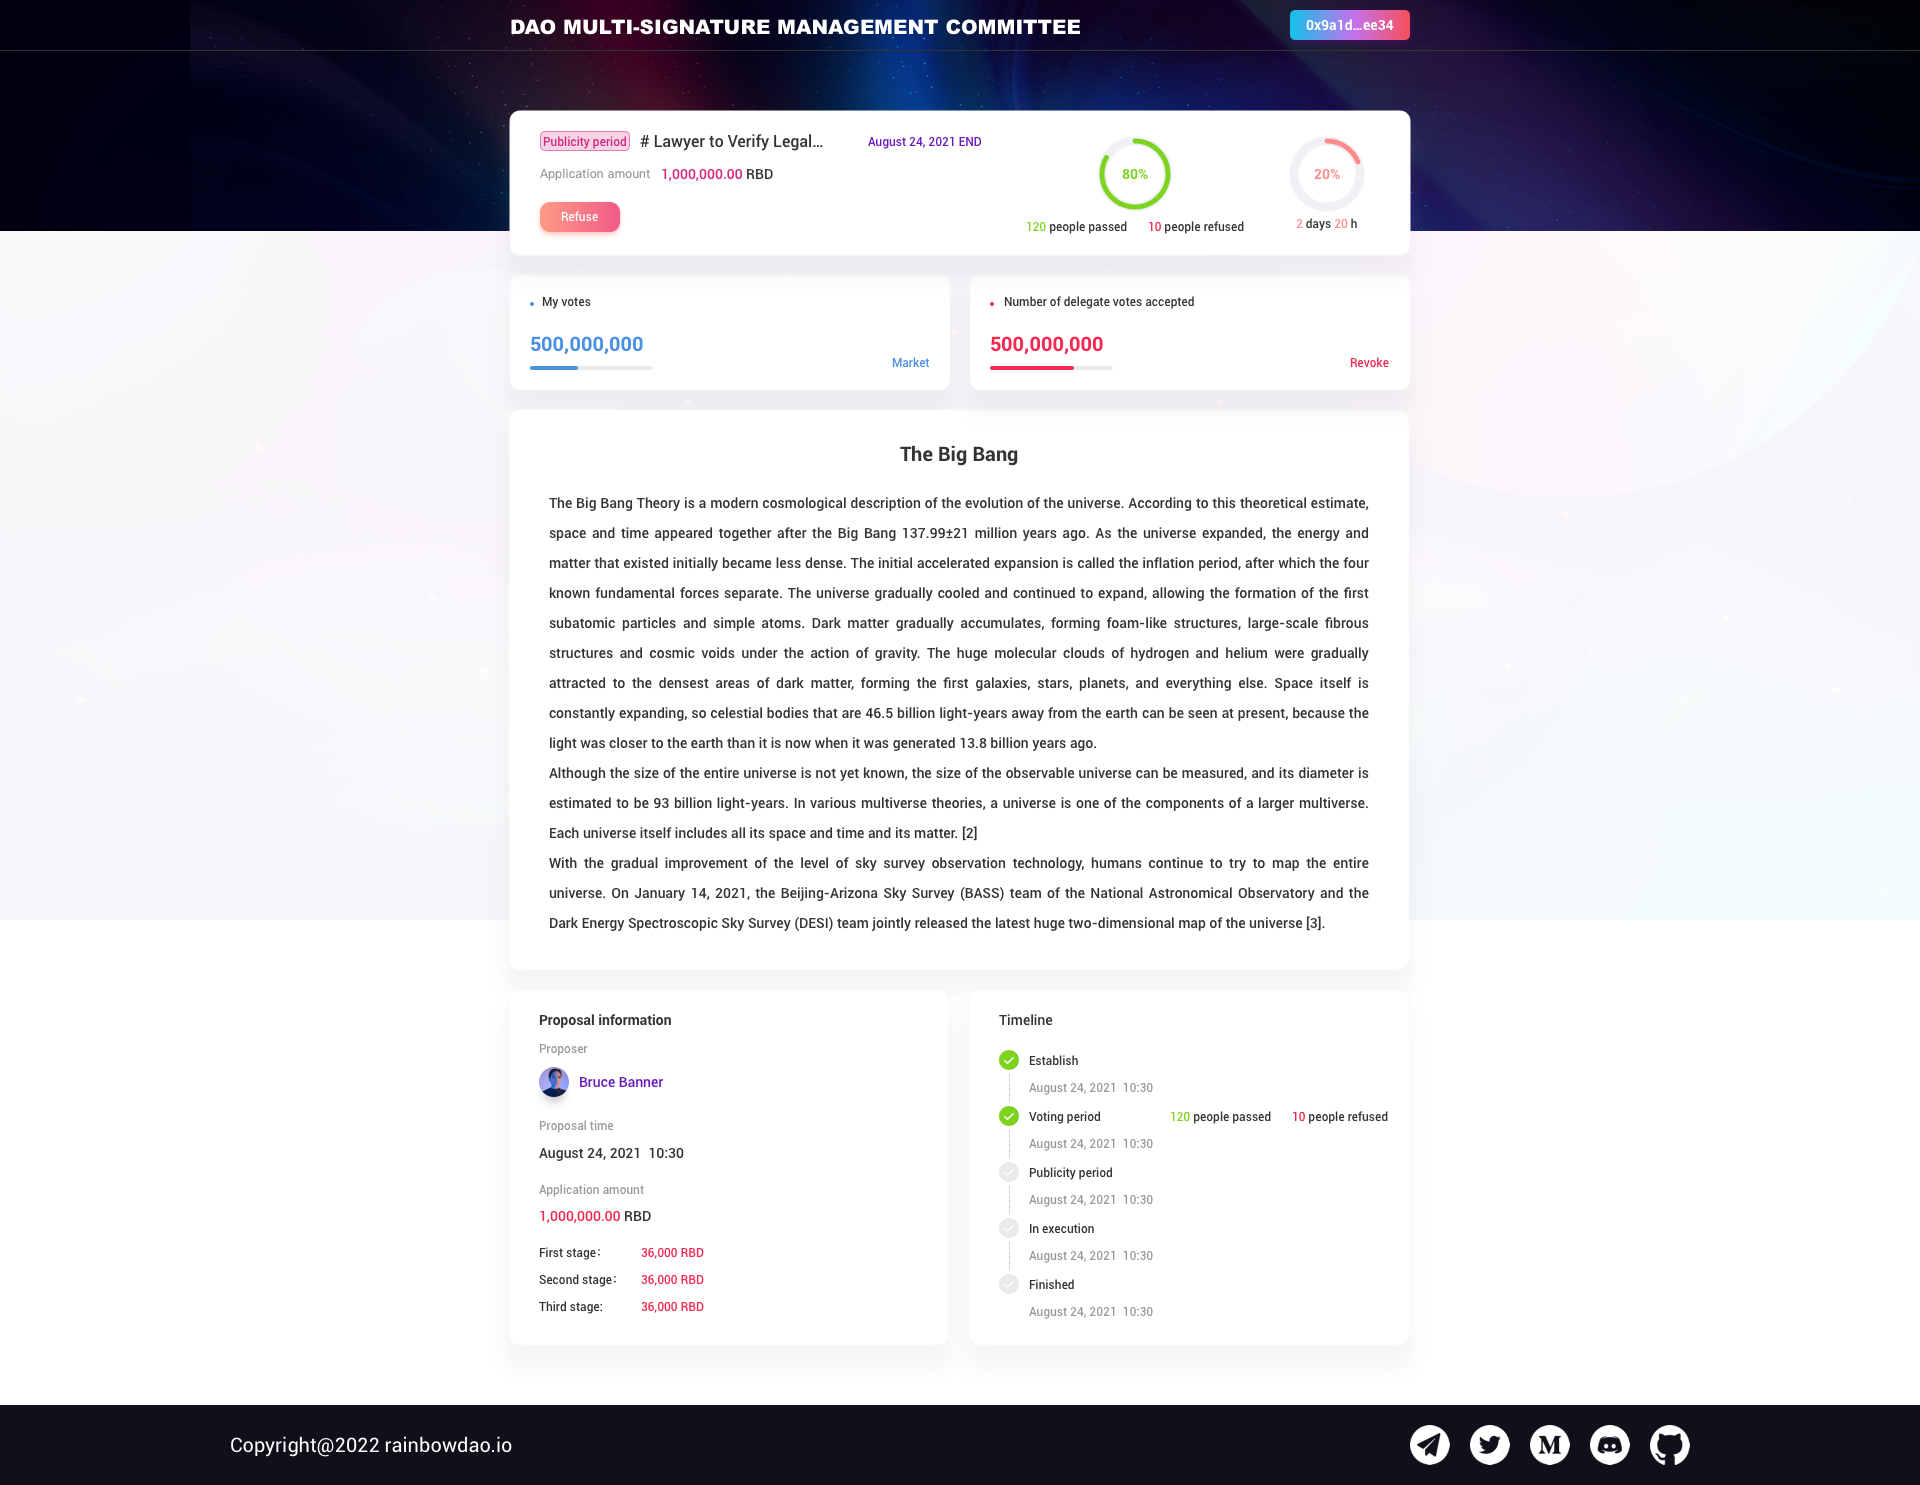 DAO MULTI-SIGNATURE MANAGEMENT COMMITTEE
0x9a1d...ee34
Publicity period # Lawyer to Verify Legal... August 24, 2021 END
Application amount 1,000,000.00 RBD
80%
20%
Refuse
120 people passed 10 people refused
2 days 20 h
My votes
500,000,000
Market
Number of delegate votes accepted
500,000,000
Revoke
The Big Bang
The Big Bang Theory is a modern cosmological description of the evolution of the universe. According to this theoretical estimate,
space and time appeared together after the Big Bang 137.99±21 million years ago. As the universe expanded, the energy and
matter that existed initially became less dense. The initial accelerated expansion is called the inflation period, after which the four
known fundamental forces separate. The universe gradually cooled and continued to expand, allowing the formation of the first
subatomic particles and simple atoms. Dark matter gradually accumulates, forming foam-like structures, large-scale fibrous
structures and cosmic voids under the action of gravity. The huge molecular clouds of hydrogen and helium were gradually
attracted to the densest areas of dark matter, forming the first galaxies, stars, planets, and everything else. Space itself is
constantly expanding, so celestial bodies that are 46.5 billion light-years away from the earth can be seen at present, because the
light was closer to the earth than it is now when it was generated 13.8 billion years ago.
Although the size of the entire universe is not yet known, the size of the observable universe can be measured, and its diameter is
estimated to be 93 billion light-years. In various multiverse theories, a universe is one of the components of a larger multiverse.
Each universe itself includes all its space and time and its matter. [2]
With the gradual improvement of the level of sky survey observation technology, humans continue to try to map the entire
universe. On January 14, 2021, the Beijing-Arizona Sky Survey (BASS) team of the National Astronomical Observatory and the
Dark Energy Spectroscopic Sky Survey (DESI) team jointly released the latest huge two-dimensional map of the universe [3].
Proposal information
Proposer
Bruce Banner
Proposal time
August 24, 2021 10:30
Application amount
1,000,000.00 RBD
First stage： 36,000 RBD
Second stage： 36,000 RBD
Third stage: 36,000 RBD
Timeline
Establish
August 24, 2021 10:30
Voting period 120 people passed 10 people refused
August 24, 2021 10:30
Publicity period
August 24, 2021 10:30
In execution
August 24, 2021 10:30
Finished
August 24, 2021 10:30
Copyright@2022 rainbowdao.io
M